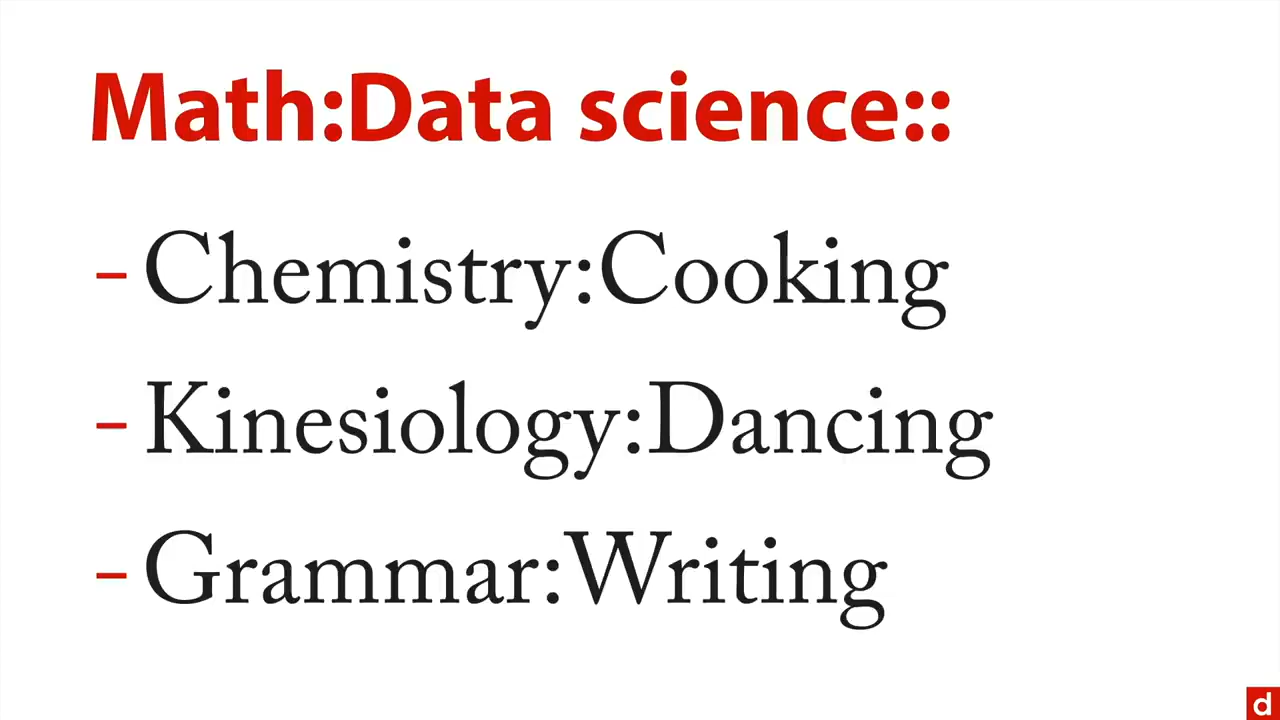 Math:Data science::
– Chemistry:Cooking
– Kinesiology:Dancing
– Grammar:Writing
d